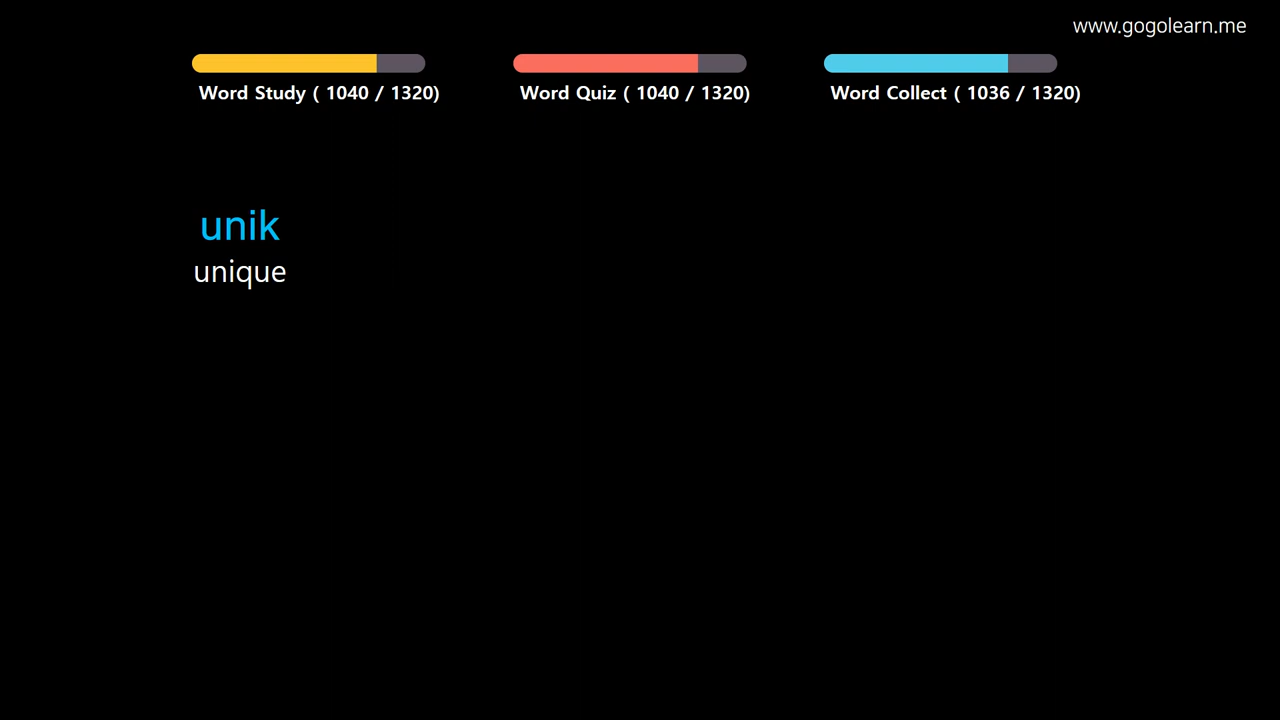 www.gogolearn.me
Word Study ( 1040 / 1320)
Word Quiz ( 1040 / 1320)
Word Collect ( 1036 / 1320)
unik
unique